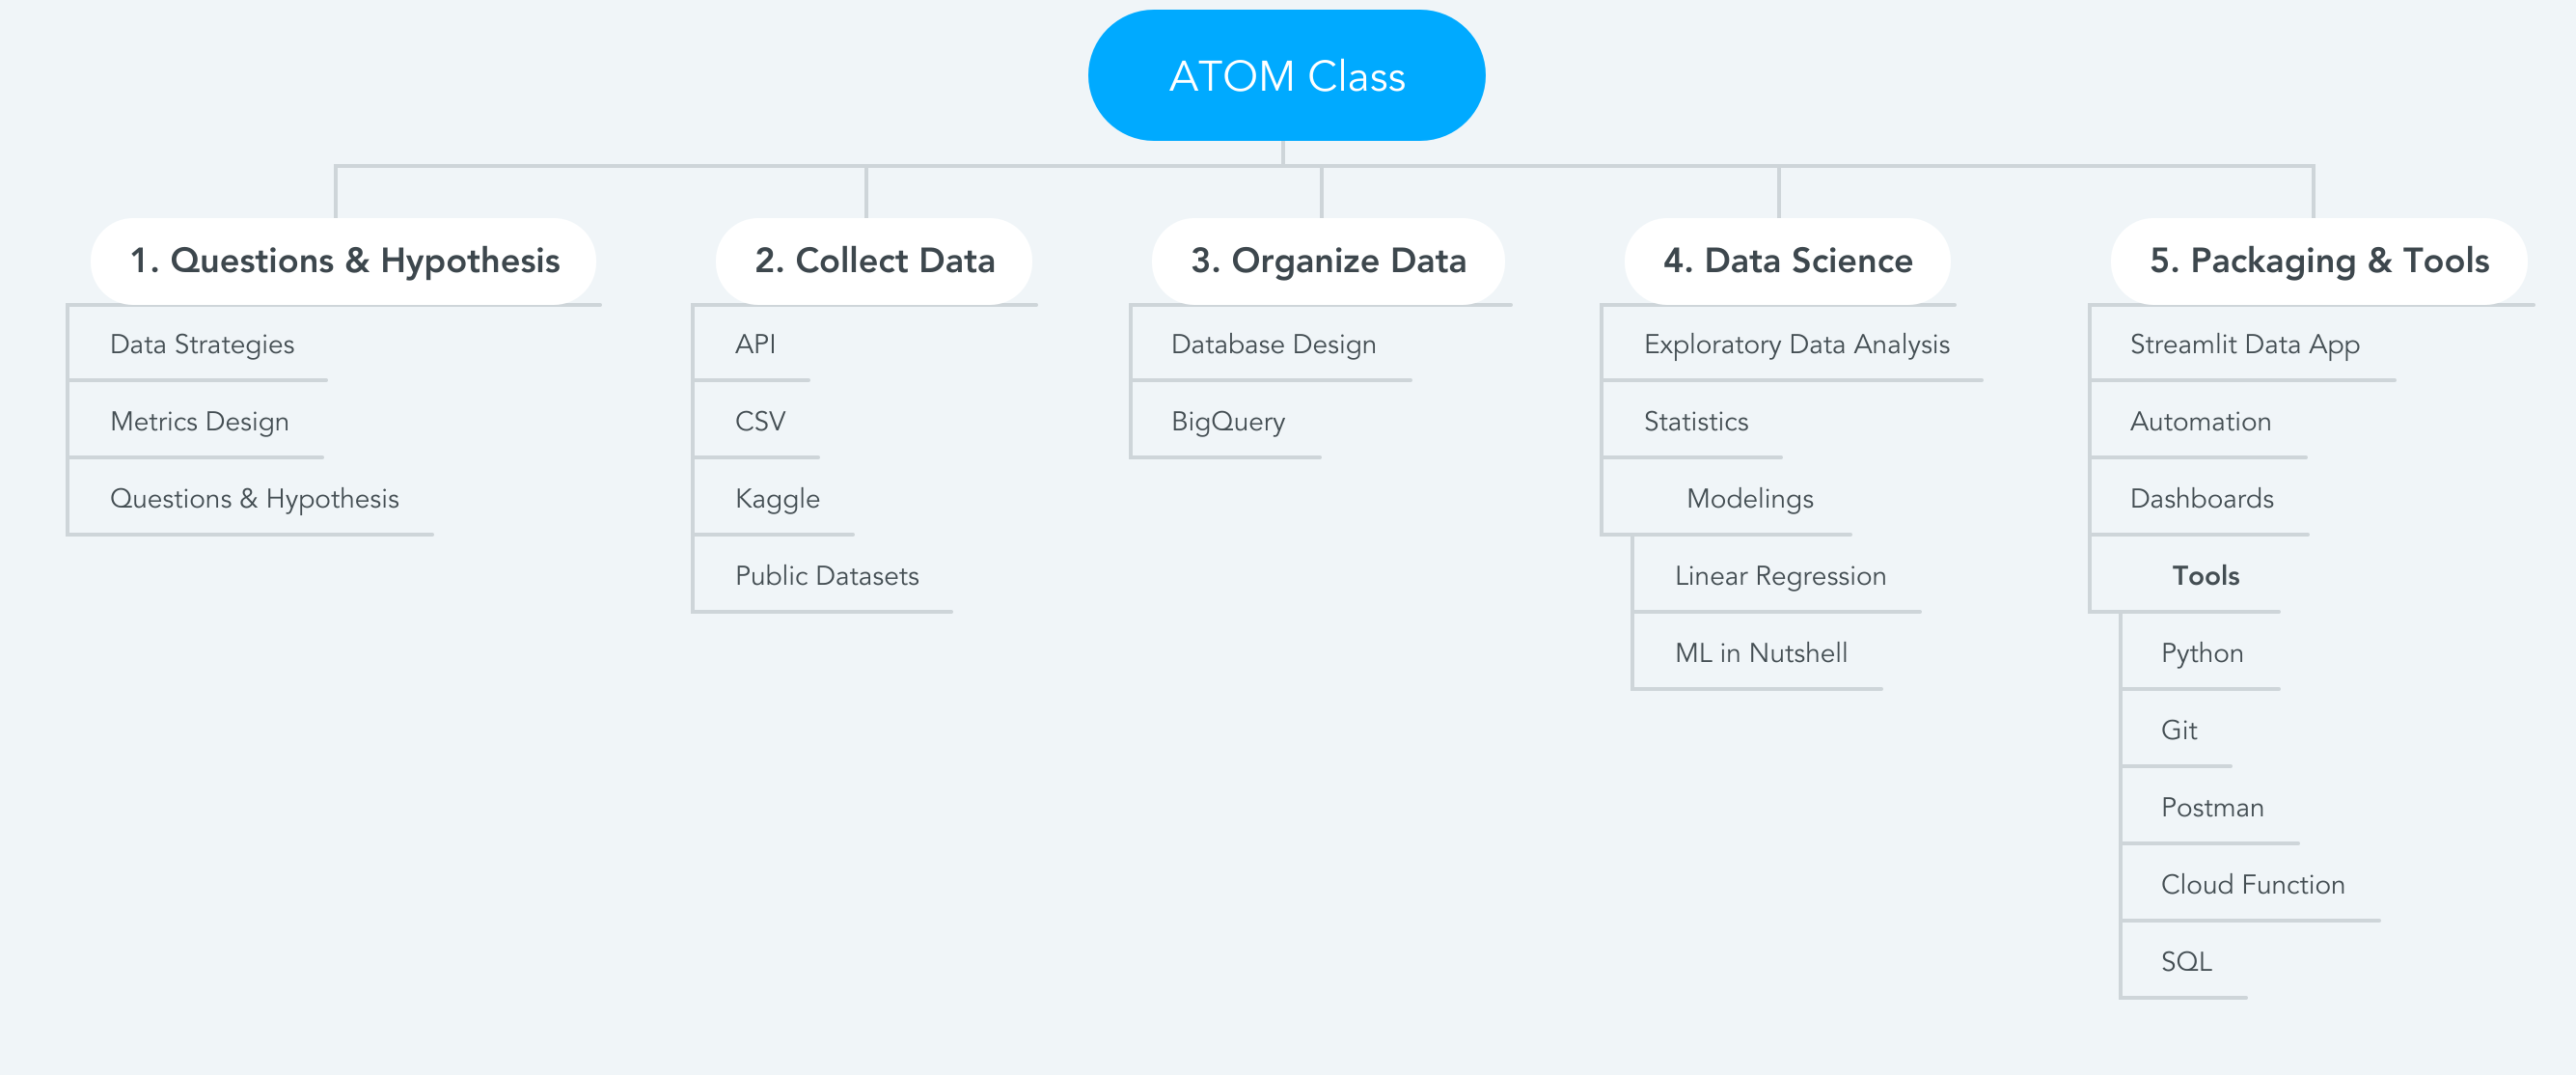 ATOM Class
1. Questions & Hypothesis
Data Strategies
Metrics Design
Questions & Hypothesis
2. Collect Data
API
CSV
Kaggle
Public Datasets
3. Organize Data
Database Design
BigQuery
4. Data Science
Exploratory Data Analysis
Statistics
Modelings
Linear Regression
ML in Nutshell
5. Packaging & Tools
Streamlit Data App
Automation
Dashboards
Tools
Python
Git
Postman
Cloud Function
SQL